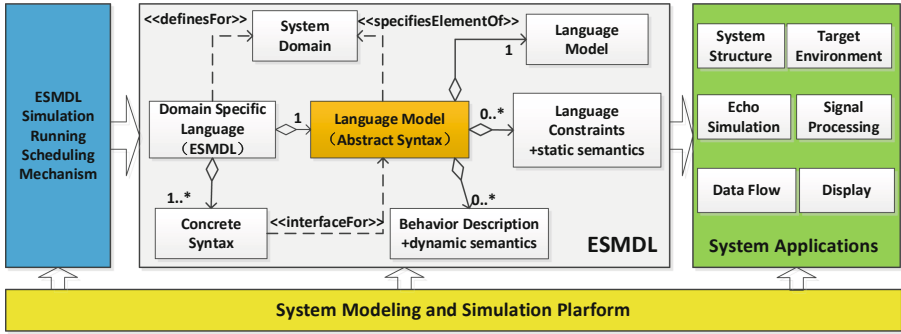 <<definesFor>>
<<specifiesElementOf>>
System
Domain
Language
Model
1
ESMDL
Simulation
Running
Scheduling
Mechanism
Domain Specific
Language
（ESMDL）
1
Language Model
（Abstract Syntax）
0..*
Language
Constraints
+static semantics
1..*
<<interfaceFor>>
0..*
Concrete
Syntax
Behavior Description
+dynamic semantics
ESMDL
System
Structure
Target
Environment
Echo
Simulation
Signal
Processing
Data Flow
Display
System Applications
System Modeling and Simulation Plarform